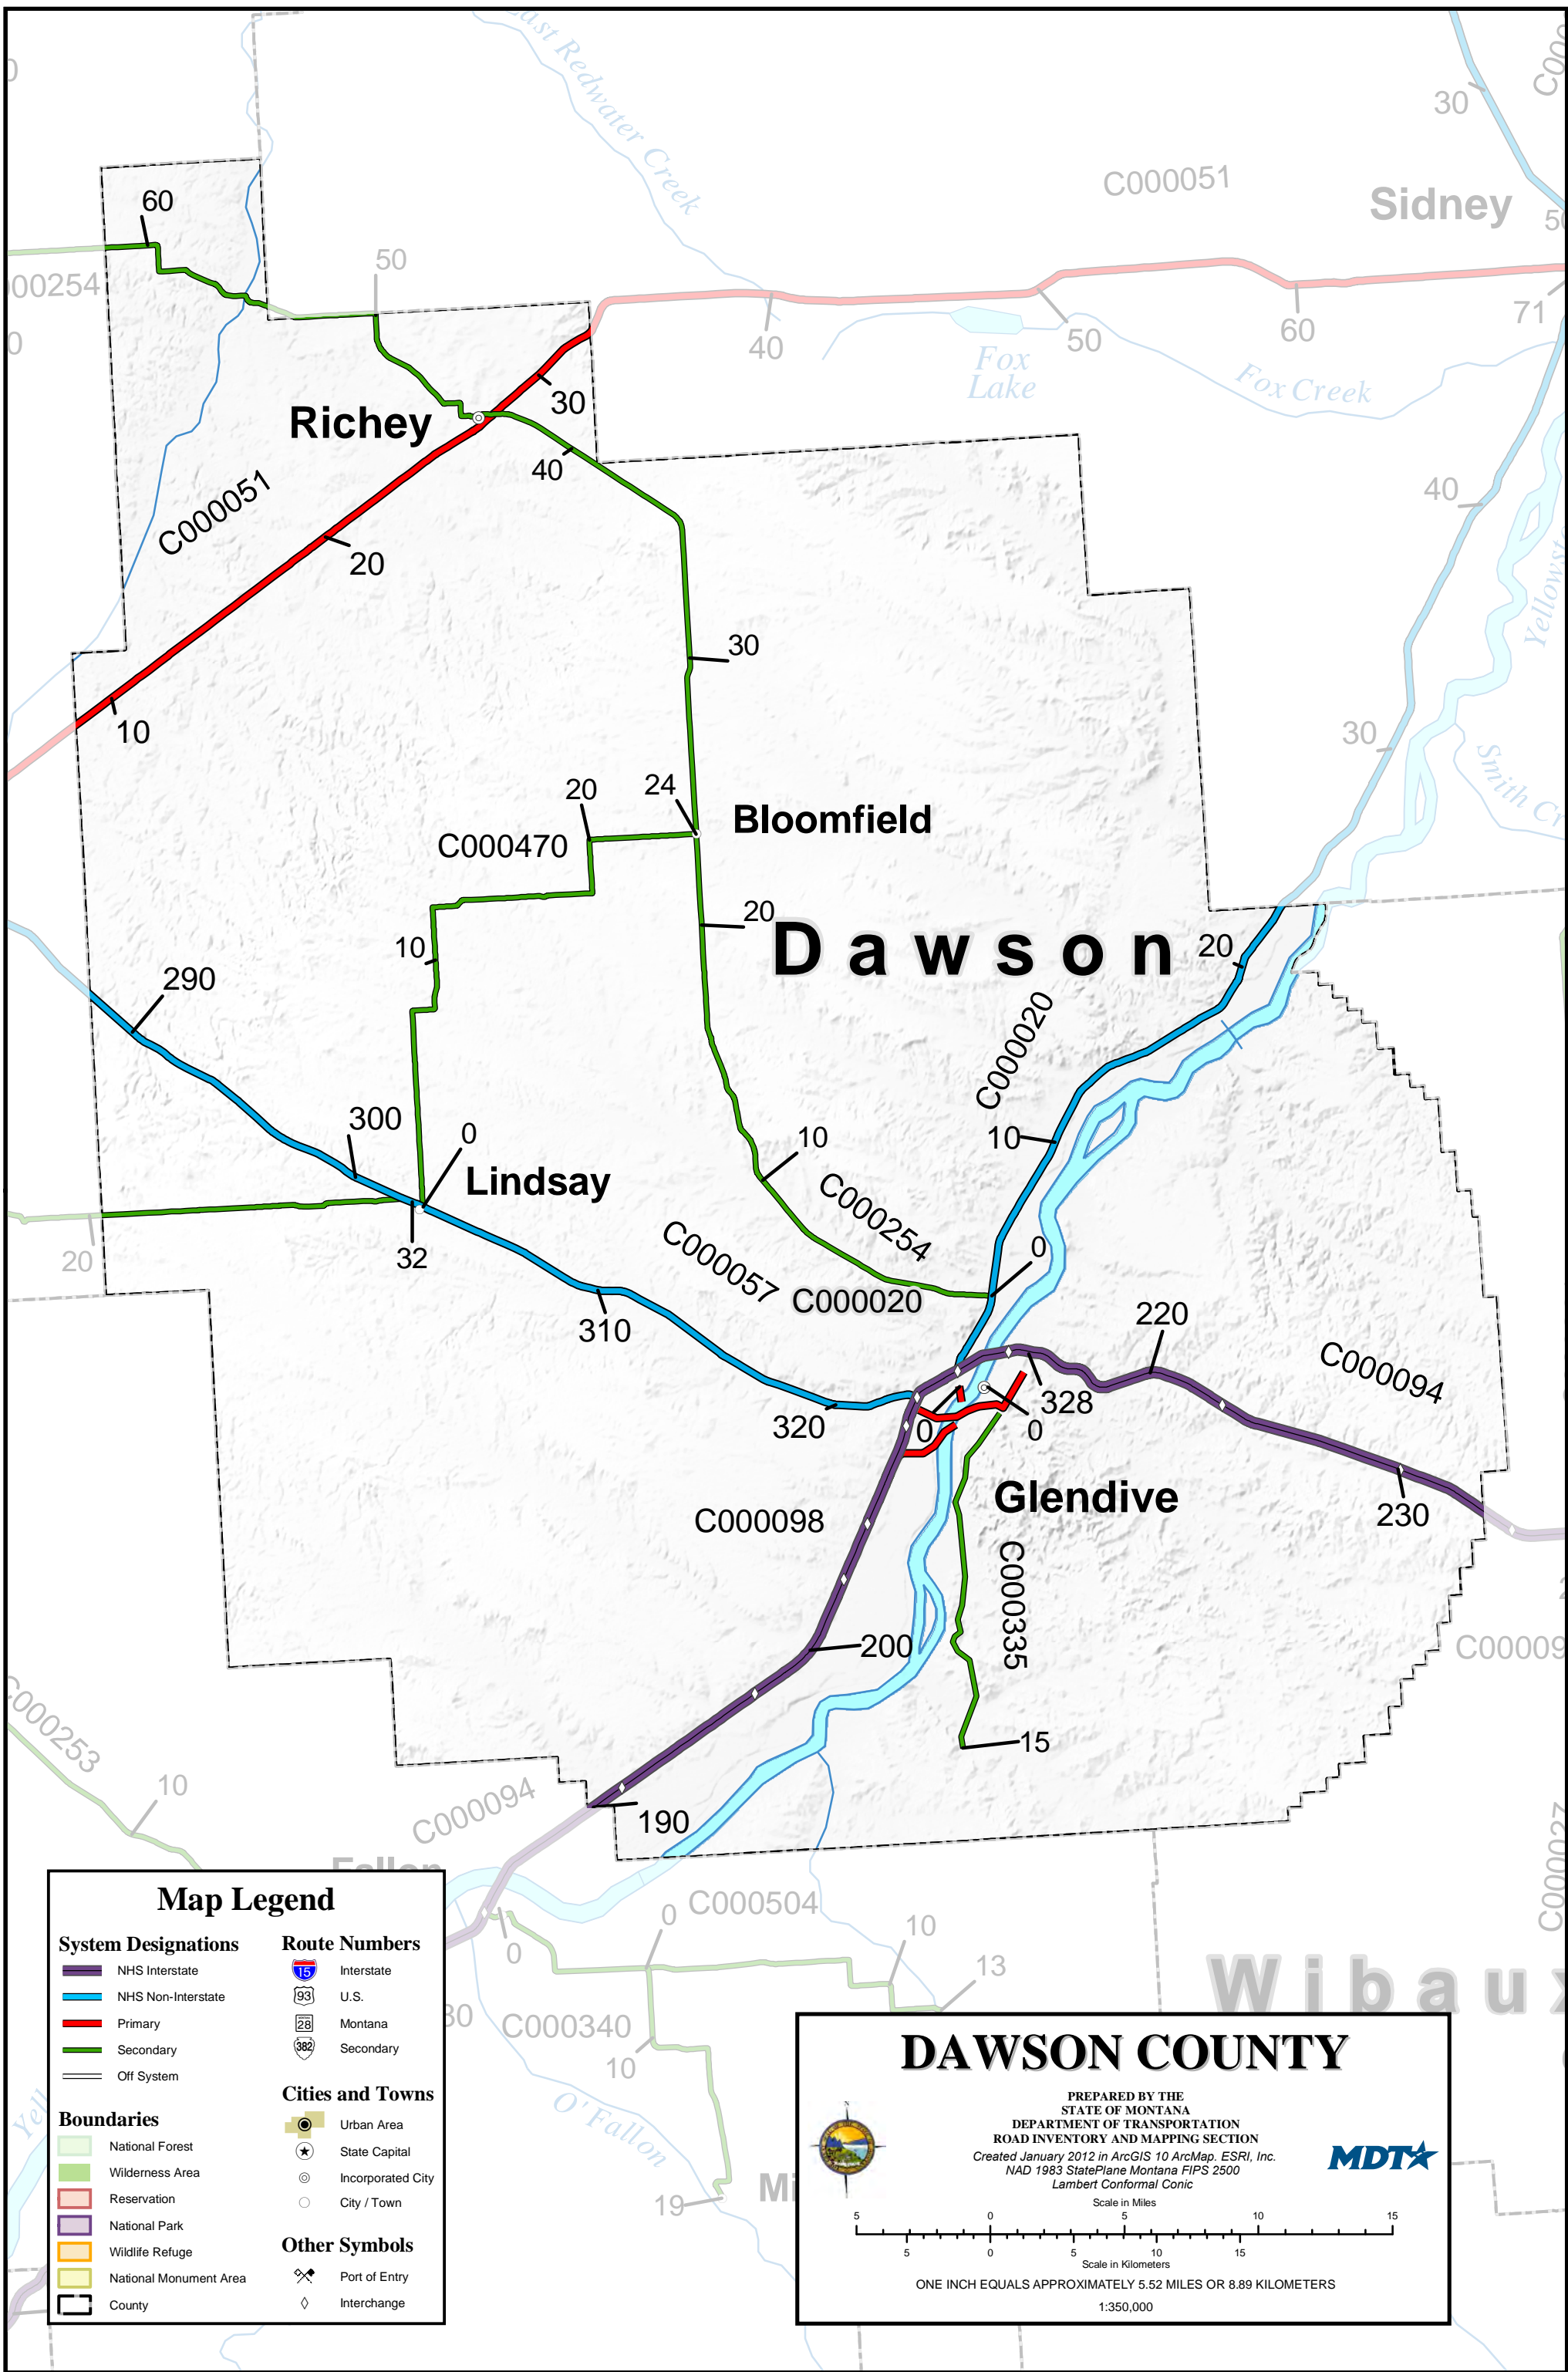 East Redwater Creek
30
C000051
Sidney
60
50
40
50
60
71
Fox
Lake
Fox Creek
Richey
30
40
C000051
20
10
30
40
30
Smith
20
24
Bloomfield
C000470
20
Dawson
20
10
290
C000020
300
0
Lindsay
10
10
C000254
20
32
C000057
C000020
0
310
220
C000094
320
328
0
0
Glendive
230
C000098
C000335
200
15
190
C000253
10
C000094
Fallon
0
C000504
0
10
13
C000340
10
O'Fallon
19
C000027
Map Legend
System Designations
NHS Interstate
NHS Non-Interstate
Primary
Secondary
Off System
Boundaries
National Forest
Wilderness Area
Reservation
National Park
Wildlife Refuge
National Monument Area
County
Route Numbers
15 Interstate
93 U.S.
28 Montana
382 Secondary
Cities and Towns
Urban Area
State Capital
Incorporated City
City / Town
Other Symbols
Port of Entry
Interchange
DAWSON COUNTY
PREPARED BY THE
STATE OF MONTANA
DEPARTMENT OF TRANSPORTATION
ROAD INVENTORY AND MAPPING SECTION
Created January 2012 in ArcGIS 10 ArcMap. ESRI, Inc.
NAD 1983 StatePlane Montana FIPS 2500
Lambert Conformal Conic
MDT
Scale in Miles
5 0 5 10 15
5 0 5 10 15
Scale in Kilometers
ONE INCH EQUALS APPROXIMATELY 5.52 MILES OR 8.89 KILOMETERS
1:350,000